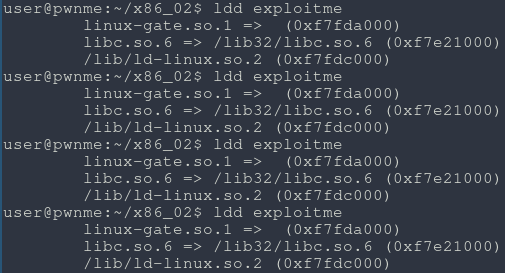 user@pwnme:~/x86_02$ ldd exploitme
linux-gate.so.1 =>  (0xf7fda000)
libc.so.6 => /lib32/libc.so.6 (0xf7e21000)
/lib/ld-linux.so.2 (0xf7fdc000)
user@pwnme:~/x86_02$ ldd exploitme
linux-gate.so.1 =>  (0xf7fda000)
libc.so.6 => /lib32/libc.so.6 (0xf7e21000)
/lib/ld-linux.so.2 (0xf7fdc000)
user@pwnme:~/x86_02$ ldd exploitme
linux-gate.so.1 =>  (0xf7fda000)
libc.so.6 => /lib32/libc.so.6 (0xf7e21000)
/lib/ld-linux.so.2 (0xf7fdc000)
user@pwnme:~/x86_02$ ldd exploitme
linux-gate.so.1 =>  (0xf7fda000)
libc.so.6 => /lib32/libc.so.6 (0xf7e21000)
/lib/ld-linux.so.2 (0xf7fdc000)